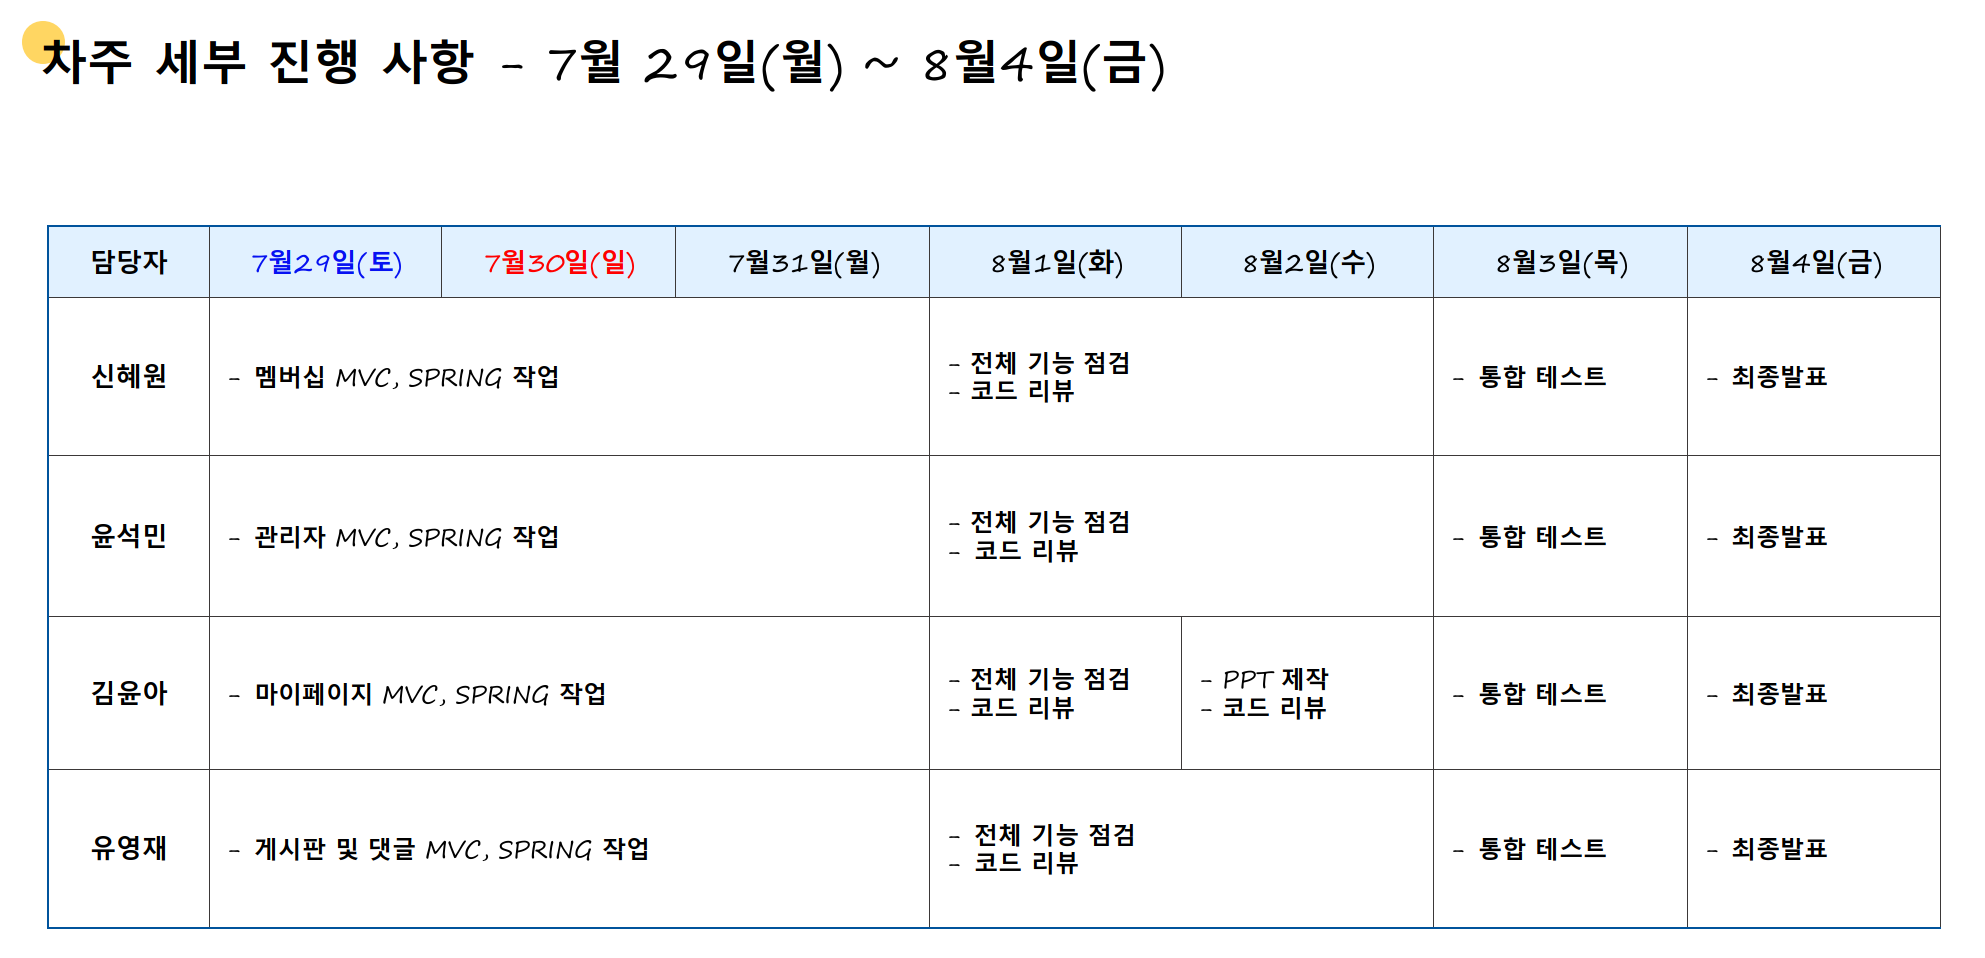 차주 세부 진행 사항 - 7월 29일(월) ~ 8월4일(금)
담당자 7월29일(토) 7월30일(일) 7월31일(월) 8월1일(화) 8월2일(수) 8월3일(목) 8월4일(금)
신혜원
- 멤버십 MVC, SPRING 작업
- 전체 기능 점검
- 코드 리뷰
- 통합 테스트
- 최종발표
윤석민
- 관리자 MVC, SPRING 작업
- 전체 기능 점검
- 코드 리뷰
- 통합 테스트
- 최종발표
김윤아
- 마이페이지 MVC, SPRING 작업
- 전체 기능 점검
- 코드 리뷰
- PPT 제작
- 코드 리뷰
- 통합 테스트
- 최종발표
유영재
- 게시판 및 댓글 MVC, SPRING 작업
- 전체 기능 점검
- 코드 리뷰
- 통합 테스트
- 최종발표